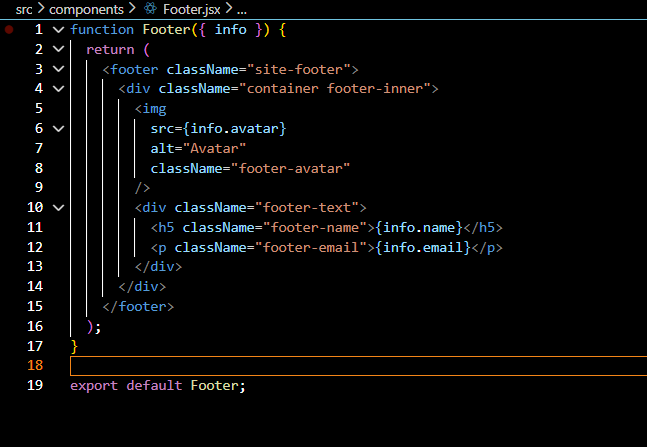 src > components > Footer.jsx > ...
1 function Footer({ info }) {
2   return (
3     <footer className="site-footer">
4       <div className="container footer-inner">
5         <img
6           src={info.avatar}
7           alt="Avatar"
8           className="footer-avatar"
9         />
10         <div className="footer-text">
11           <h5 className="footer-name">{info.name}</h5>
12           <p className="footer-email">{info.email}</p>
13         </div>
14       </div>
15     </footer>
16   );
17 }
18
19 export default Footer;